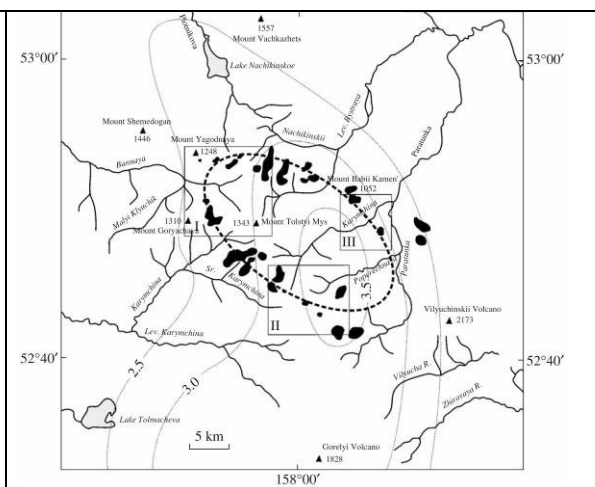 Plotnikova
1557
Mount Vachkazhets
53°00′
53°00′
Lake Nachikinskoe
Mount Shemedogan
1446
Nachikinskii
Lev. Bystraya
Paratunka
Mount Yagodnaya
1248
Bannaya
Mount Babii Kamen'
1052
Malyi Klyuchik
Karymchina
1310
I
1343
Mount Tolstyi Mys
Mount Goryachaya
III
Sr. Karymchina
Poperechnaya
Paratunka
Karymchina
3.5
II
Vilyuchinskii Volcano
2173
Lev. Karymchina
52°40′
52°40′
2.5
3.0
Vilyucha R.
Zhirovaya R.
Lake Tolmacheva
5 km
Gorelyi Volcano
1828
158°00′